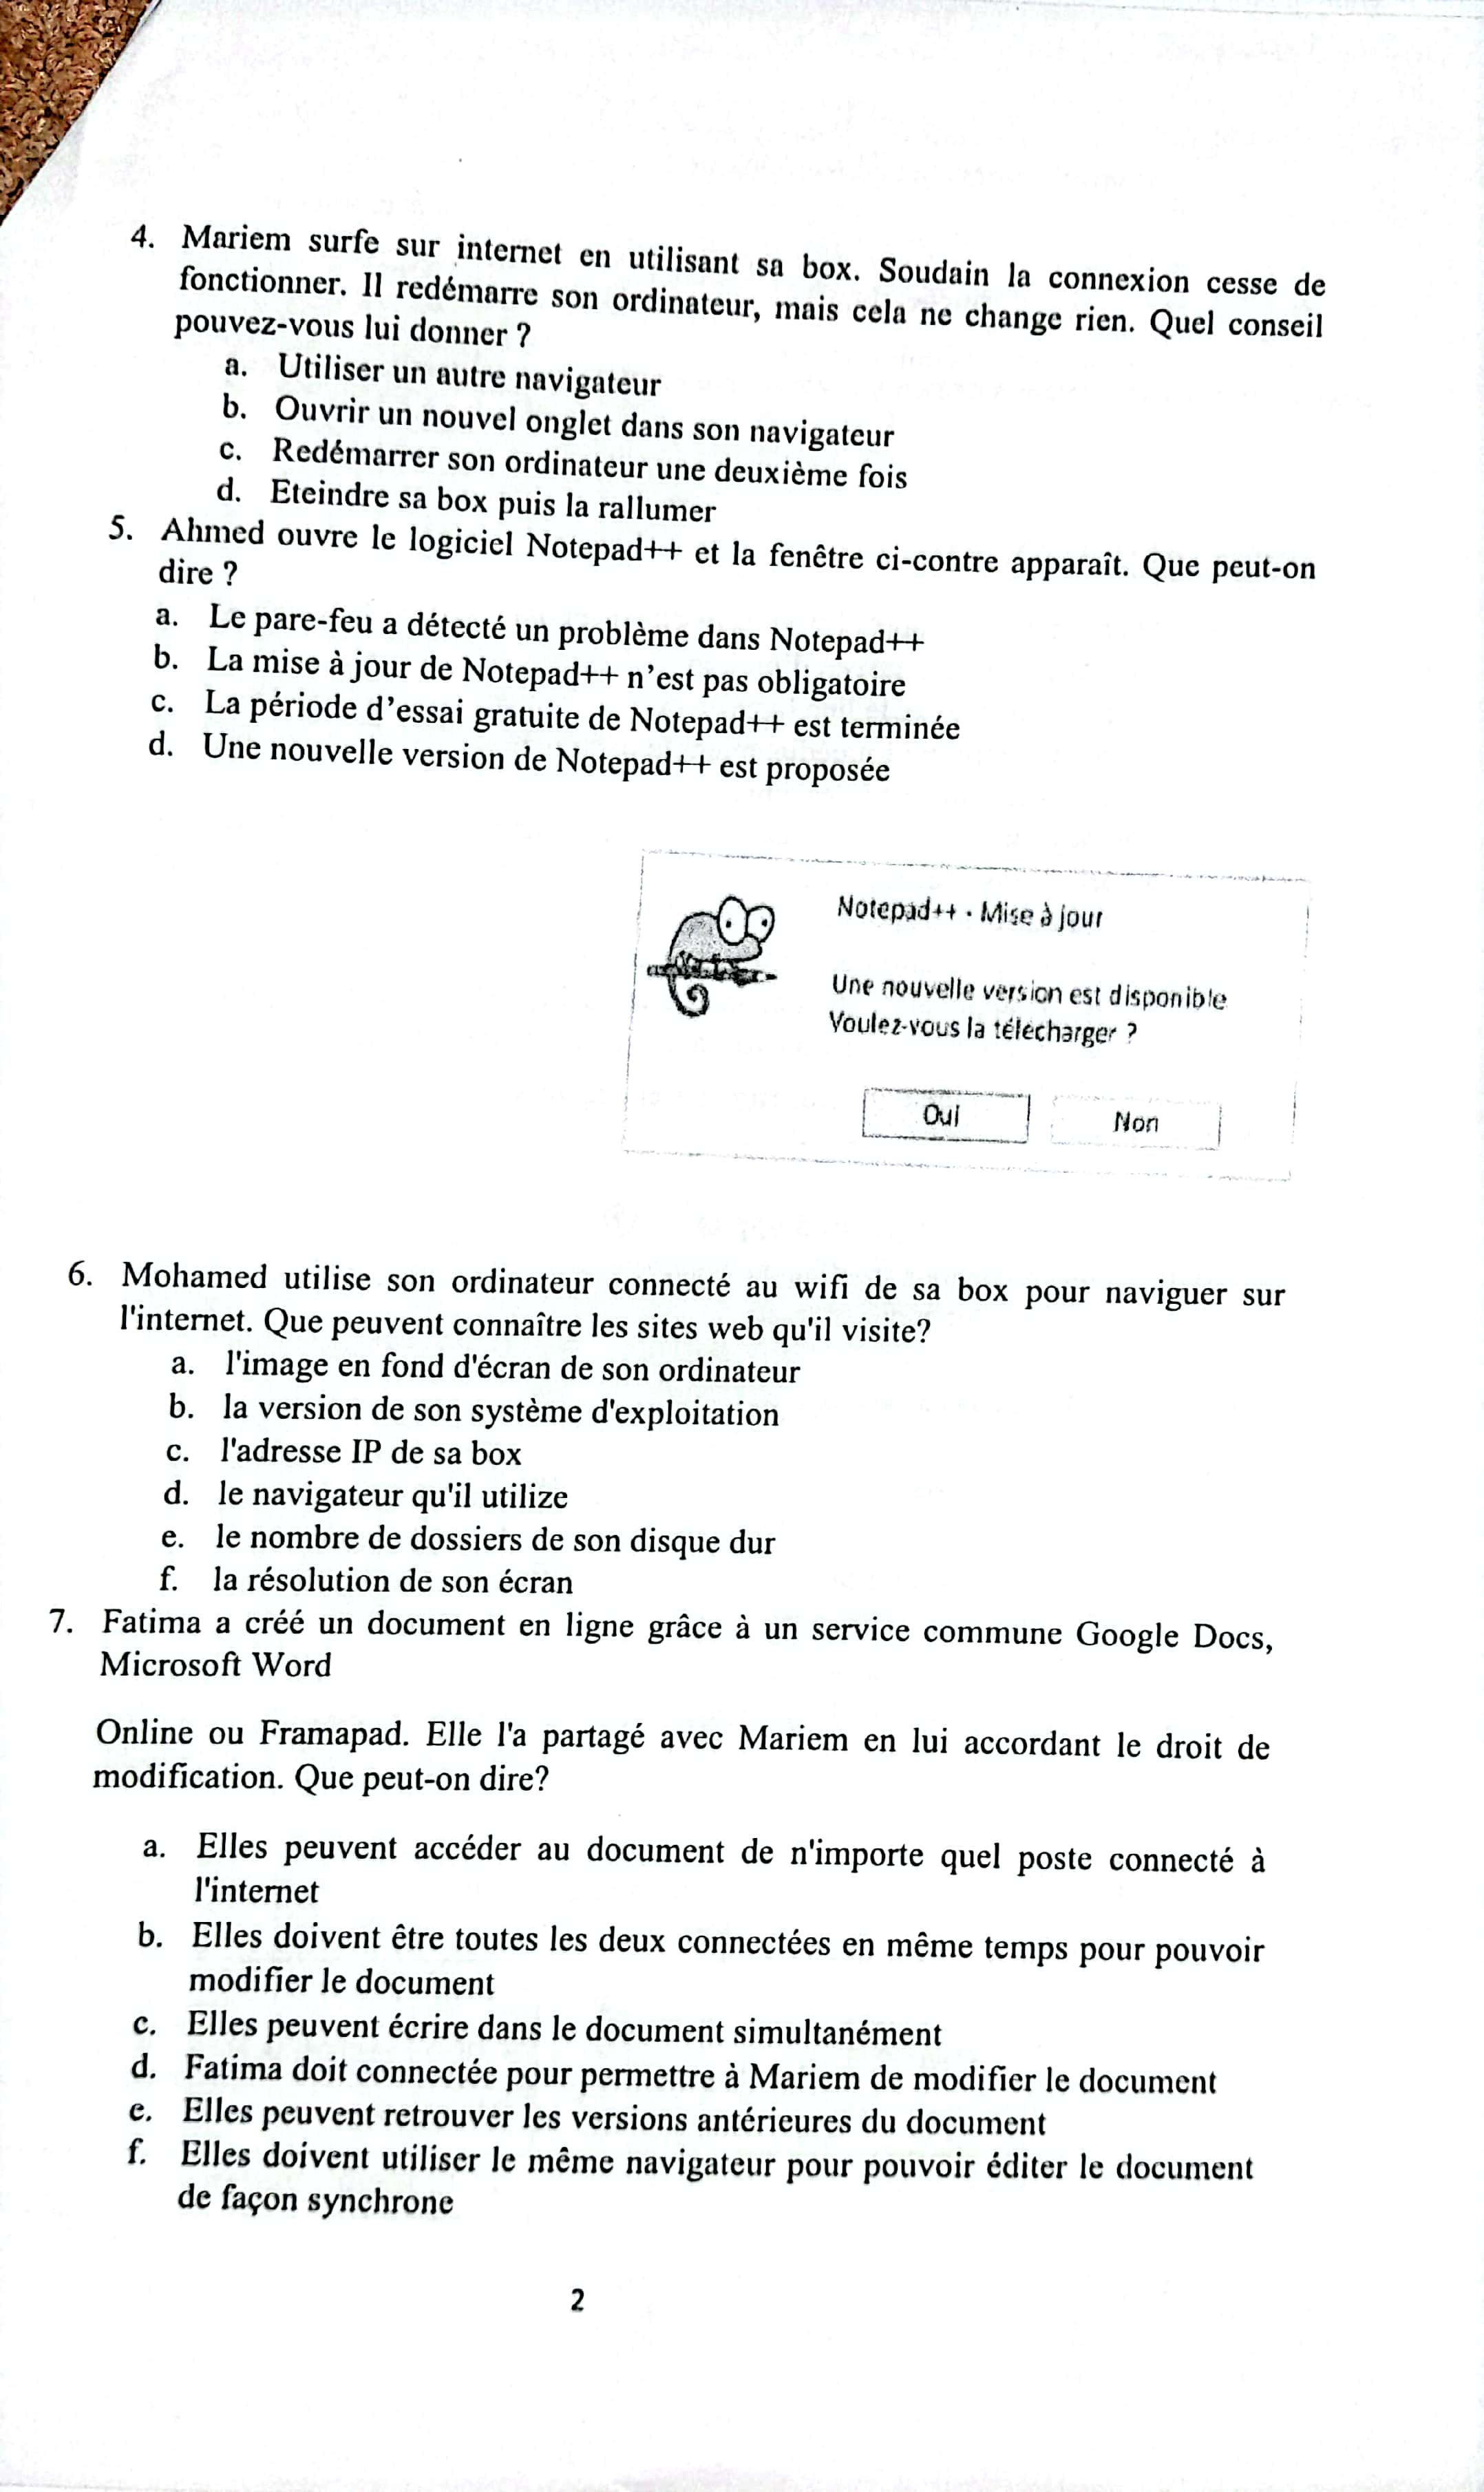 4. Mariem surfe sur internet en utilisant sa box. Soudain la connexion cesse de
fonctionner. Il redémarre son ordinateur, mais cela ne change rien. Quel conseil
pouvez-vous lui donner ?
a. Utiliser un autre navigateur
b. Ouvrir un nouvel onglet dans son navigateur
c. Redémarrer son ordinateur une deuxième fois
d. Eteindre sa box puis la rallumer
5. Ahmed ouvre le logiciel Notepad++ et la fenêtre ci-contre apparaît. Que peut-on
dire ?
a. Le pare-feu a détecté un problème dans Notepad++
b. La mise à jour de Notepad++ n'est pas obligatoire
c. La période d'essai gratuite de Notepad++ est terminée
d. Une nouvelle version de Notepad++ est proposée
Notepad++ - Mise à jour
Une nouvelle version est disponible
Voulez-vous la télécharger ?
Oui Non
6. Mohamed utilise son ordinateur connecté au wifi de sa box pour naviguer sur
l'internet. Que peuvent connaître les sites web qu'il visite?
a. l'image en fond d'écran de son ordinateur
b. la version de son système d'exploitation
c. l'adresse IP de sa box
d. le navigateur qu'il utilize
e. le nombre de dossiers de son disque dur
f. la résolution de son écran
7. Fatima a créé un document en ligne grâce à un service commune Google Docs,
Microsoft Word
Online ou Framapad. Elle l'a partagé avec Mariem en lui accordant le droit de
modification. Que peut-on dire?
a. Elles peuvent accéder au document de n'importe quel poste connecté à
l'internet
b. Elles doivent être toutes les deux connectées en même temps pour pouvoir
modifier le document
c. Elles peuvent écrire dans le document simultanément
d. Fatima doit connectée pour permettre à Mariem de modifier le document
e. Elles peuvent retrouver les versions antérieures du document
f. Elles doivent utiliser le même navigateur pour pouvoir éditer le document
de façon synchrone
2